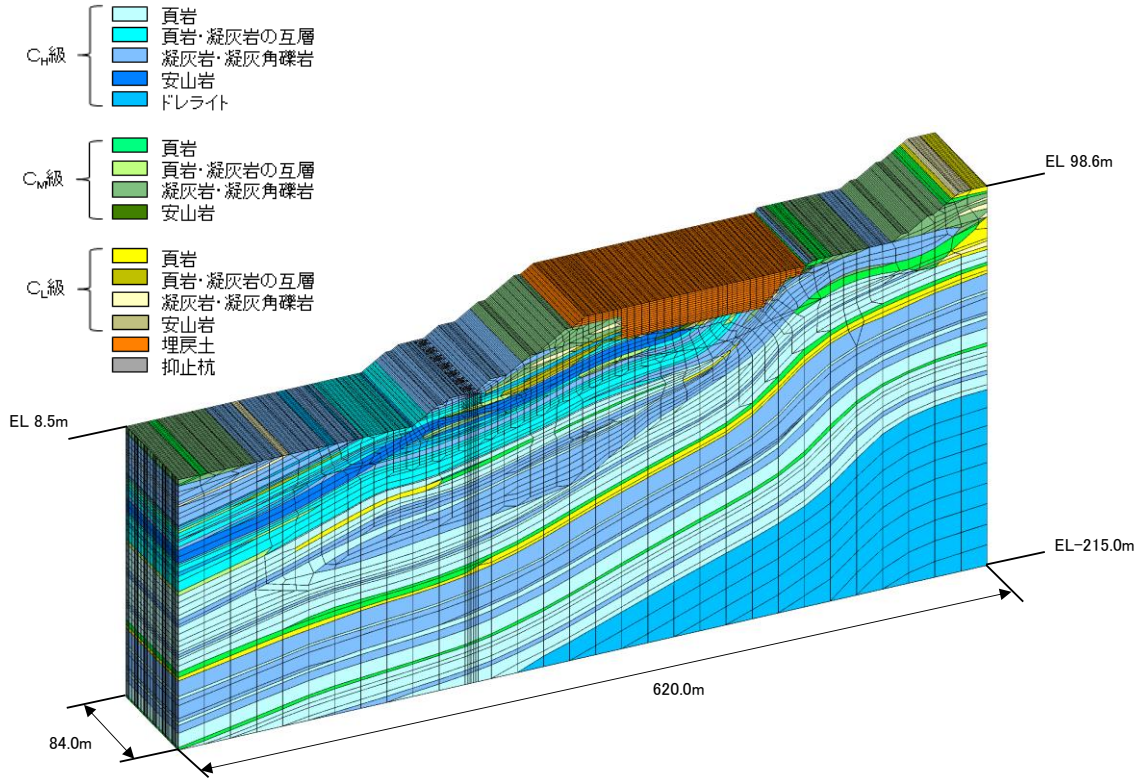 C_H級
頁岩
頁岩・凝灰岩の互層
凝灰岩・凝灰角礫岩
安山岩
ドレライト
C_M級
頁岩
頁岩・凝灰岩の互層
凝灰岩・凝灰角礫岩
安山岩
C_L級
頁岩
頁岩・凝灰岩の互層
凝灰岩・凝灰角礫岩
安山岩
埋戻土
抑止杭
EL 98.6m
EL 8.5m
EL-215.0m
620.0m
84.0m